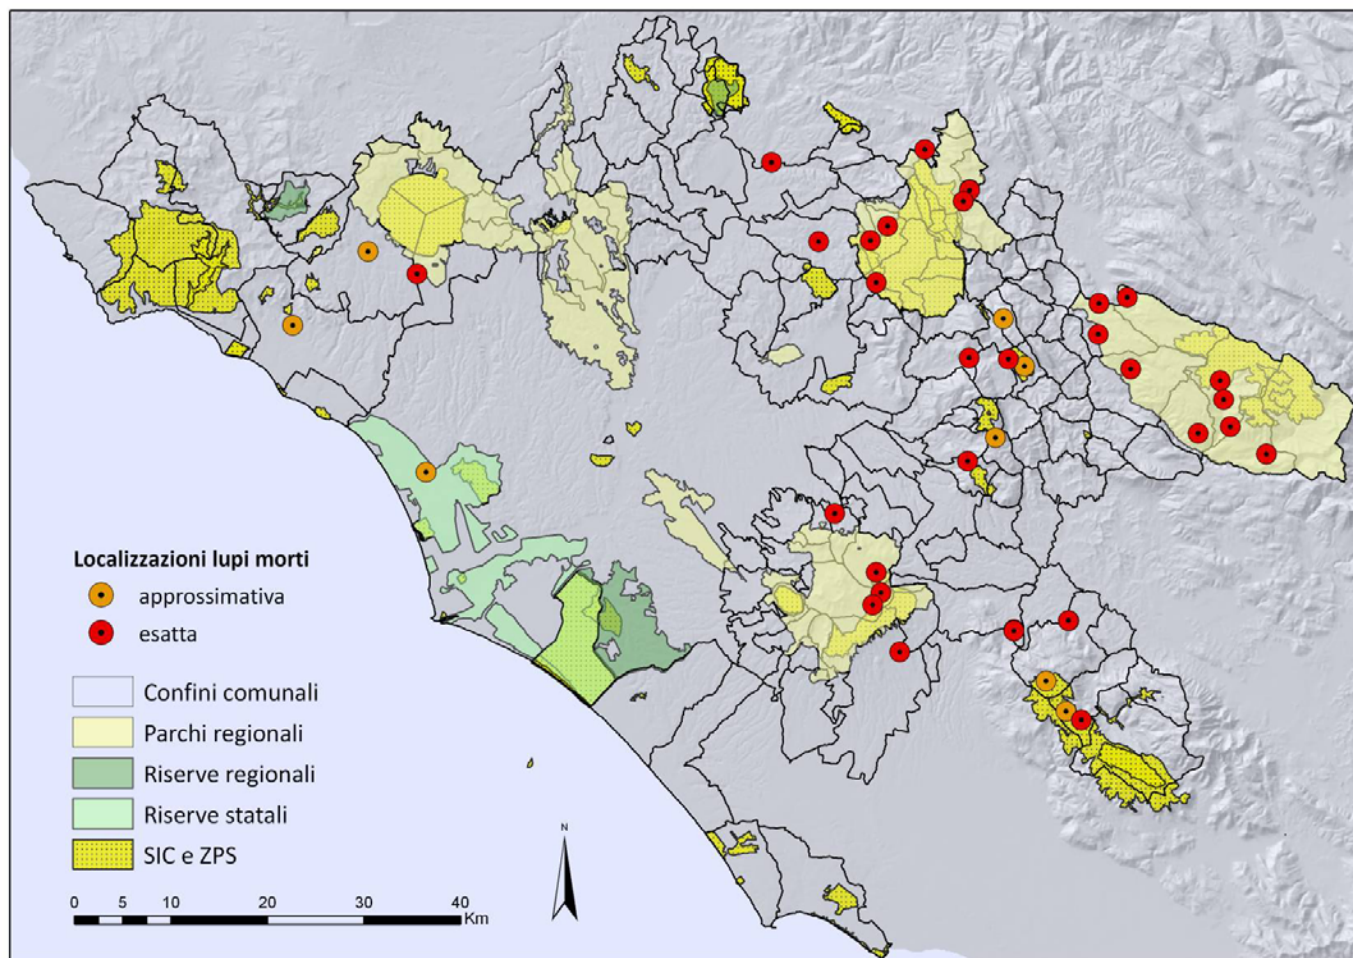 Localizzazioni lupi morti
approssimativa
esatta
Confini comunali
Parchi regionali
Riserve regionali
Riserve statali
SIC e ZPS
N
0 5 10 20 30 40
Km